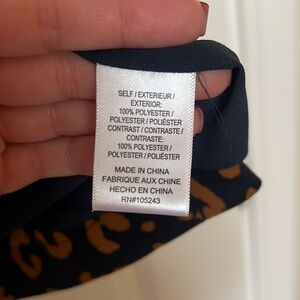 SELF / EXTERIEUR /
EXTERIOR:
100% POLYESTER /
POLYESTER / POLIÉSTER
CONTRAST / CONTRASTE /
CONTRASTE:
100% POLYESTER /
POLYESTER / POLIÉSTER
MADE IN CHINA
FABRIQUE AUX CHINE
HECHO EN CHINA
RN#105243